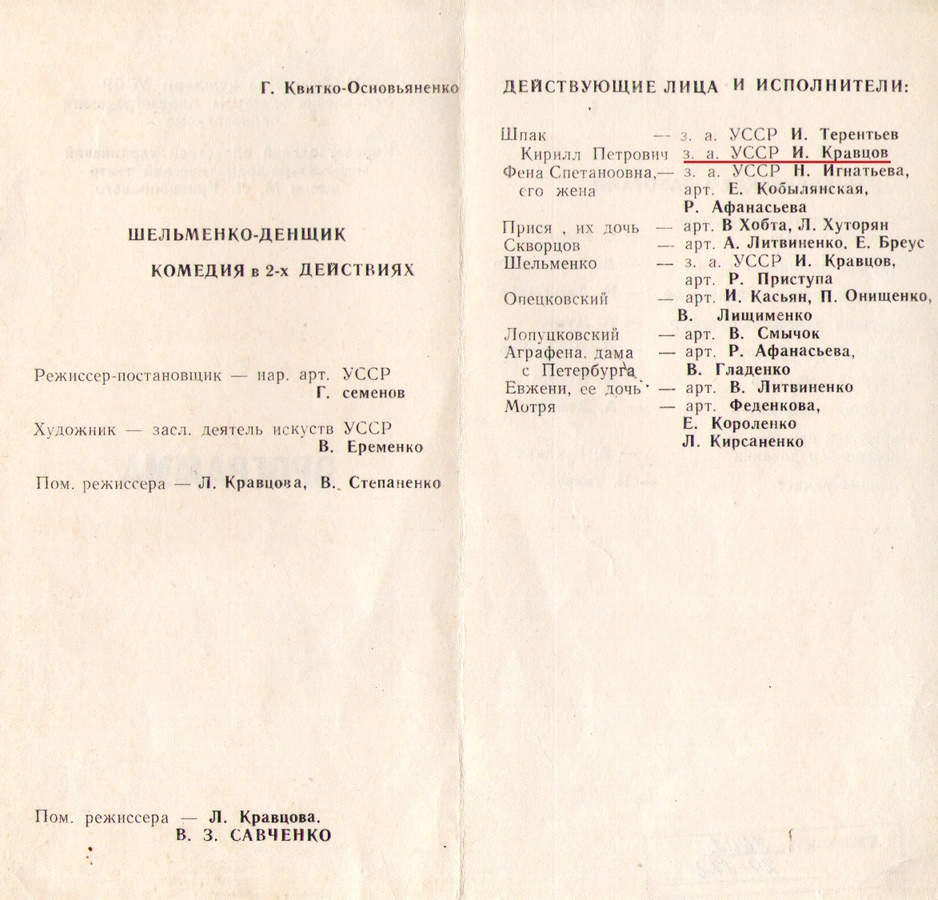 Г. Квитко-Основьяненко
ШЕЛЬМЕНКО-ДЕНЩИК
КОМЕДИЯ в 2-х ДЕЙСТВИЯХ
Режиссер-постановщик — нар. арт. УССР
Г. семенов
Художник — засл. деятель искуств УССР
В. Еременко
Пом. режиссера — Л. Кравцова, В. Степаненко
Пом. режиссера — Л. Кравцова.
В. З. САВЧЕНКО
ДЕЙСТВУЮЩИЕ ЛИЦА И ИСПОЛНИТЕЛИ:
Шпак — з. а. УССР И. Терентьев
Кирилл Петрович з. а. УССР И. Кравцов
Фена Спетаноовна,— з. а. УССР Н. Игнатьева,
его жена арт. Е. Кобылянская,
Р. Афанасьева
Прися , их дочь — арт. В Хобта, Л. Хуторян
Скворцов — арт. А. Литвиненко, Е. Бреус
Шельменко — з. а. УССР И. Кравцов,
арт. Р. Приступа
Опецковский — арт. И. Касьян, П. Онищенко,
В. Лищименко
Лопуцковский — арт. В. Смычок
Аграфена. дама — арт. Р. Афанасьева,
с Петербурга В. Гладенко
Евжени, ее дочь — арт. В. Литвиненко
Мотря — арт. Феденкова,
Е. Короленко
Л. Кирсаненко